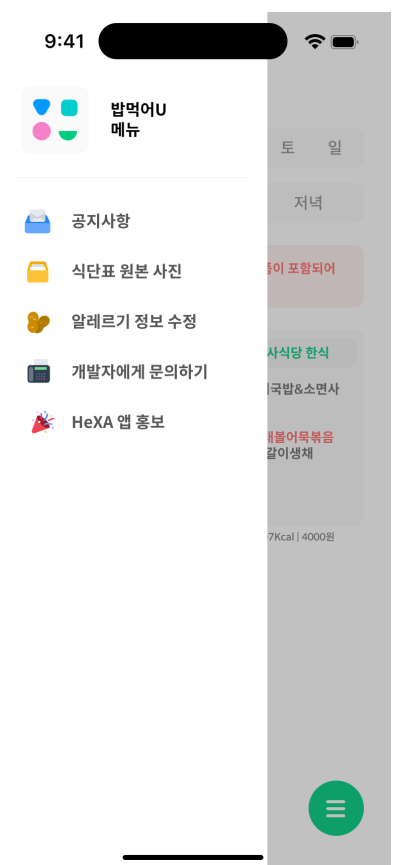 9:41
밥먹어U
메뉴
토 일
저녁
공지사항
식단표 원본 사진
이 포함되어
알레르기 정보 수정
사식당 한식
개발자에게 문의하기
국밥&소면사
HeXA 앱 홍보
볼어묵볶음
갈이생채
7Kcal | 4000원